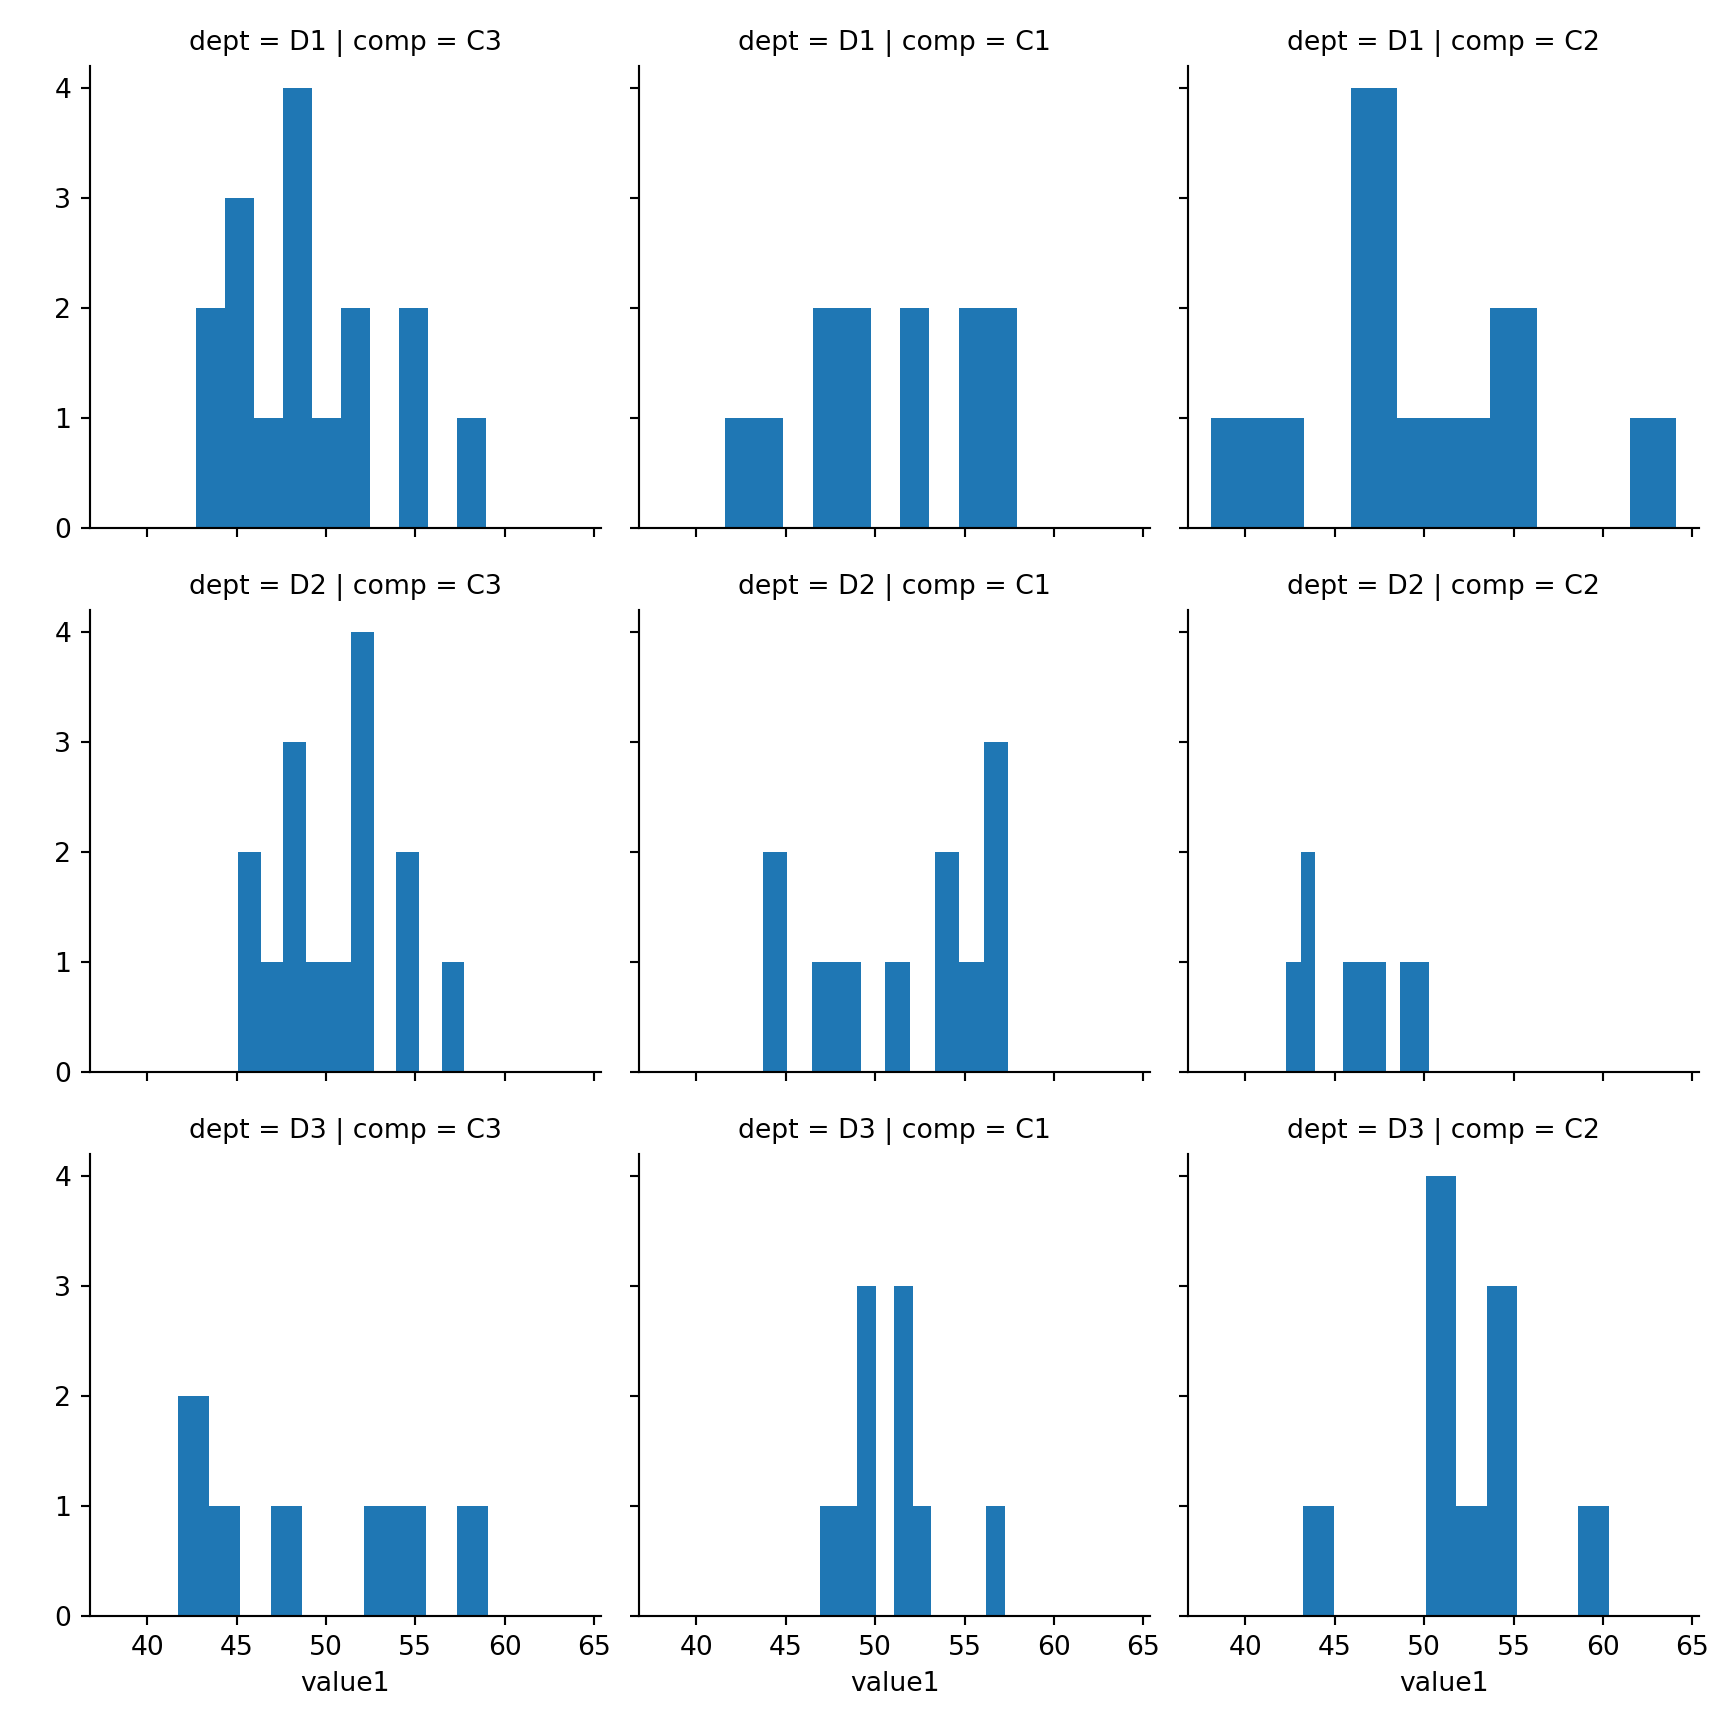 dept = D1 | comp = C3
dept = D1 | comp = C1
dept = D1 | comp = C2
4
3
2
1
0
dept = D2 | comp = C3
dept = D2 | comp = C1
dept = D2 | comp = C2
4
3
2
1
0
dept = D3 | comp = C3
dept = D3 | comp = C1
dept = D3 | comp = C2
4
3
2
1
0
40 45 50 55 60 65
40 45 50 55 60 65
40 45 50 55 60 65
value1
value1
value1